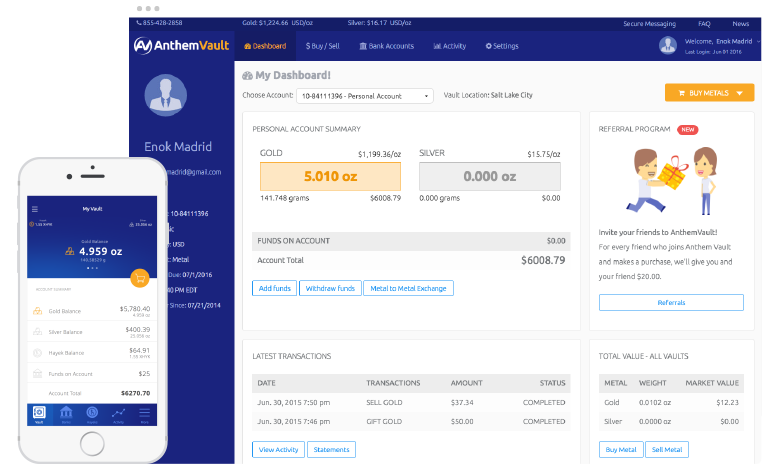 855-428-2858
Gold: $1,224.66 USD/oz
Silver: $16.17 USD/oz
Secure Messaging
FAQ
News
AnthemVault
Dashboard
$ Buy / Sell
Bank Accounts
Activity
Settings
Welcome, Enok Madrid
Last Login: Jun 01 2016
My Dashboard!
Choose Account:
10-84111396 - Personal Account
Vault Location: Salt Lake City
BUY METALS
Enok Madrid
madrid@gmail.com
: 10-84111396
: USD
: Metal
Due: 07/1/2016
:40 PM EDT
Since: 07/21/2014
PERSONAL ACCOUNT SUMMARY
GOLD
$1,199.36/oz
SILVER
$15.75/oz
5.010 oz
0.000 oz
141.748 grams
$6008.79
0.000 grams
$0.00
FUNDS ON ACCOUNT
$0.00
Account Total
$6008.79
Add funds
Withdraw funds
Metal to Metal Exchange
REFERRAL PROGRAM
NEW
Invite your friends to AnthemVault!
For every friend who joins Anthem Vault
and makes a purchase, we'll give you and
your friend $20.00.
Referrals
LATEST TRANSACTIONS
DATE TRANSACTIONS AMOUNT STATUS
Jun. 30, 2015 7:50 pm SELL GOLD $37.34 COMPLETED
Jun. 30, 2015 7:46 pm GIFT GOLD $50.00 COMPLETED
View Activity
Statements
TOTAL VALUE - ALL VAULTS
METAL WEIGHT MARKET VALUE
Gold 0.0102 oz $12.23
Silver 0.0000 oz $0.00
Buy Metal
Sell Metal
My Vault
Gold Balance
4.959 oz
ACCOUNT SUMMARY
Gold Balance
$5,780.40
4.959 oz
Silver Balance
$400.39
Hayek Balance
$64.91
Funds on Account
$25
Account Total
$6270.70
Vault
Activity